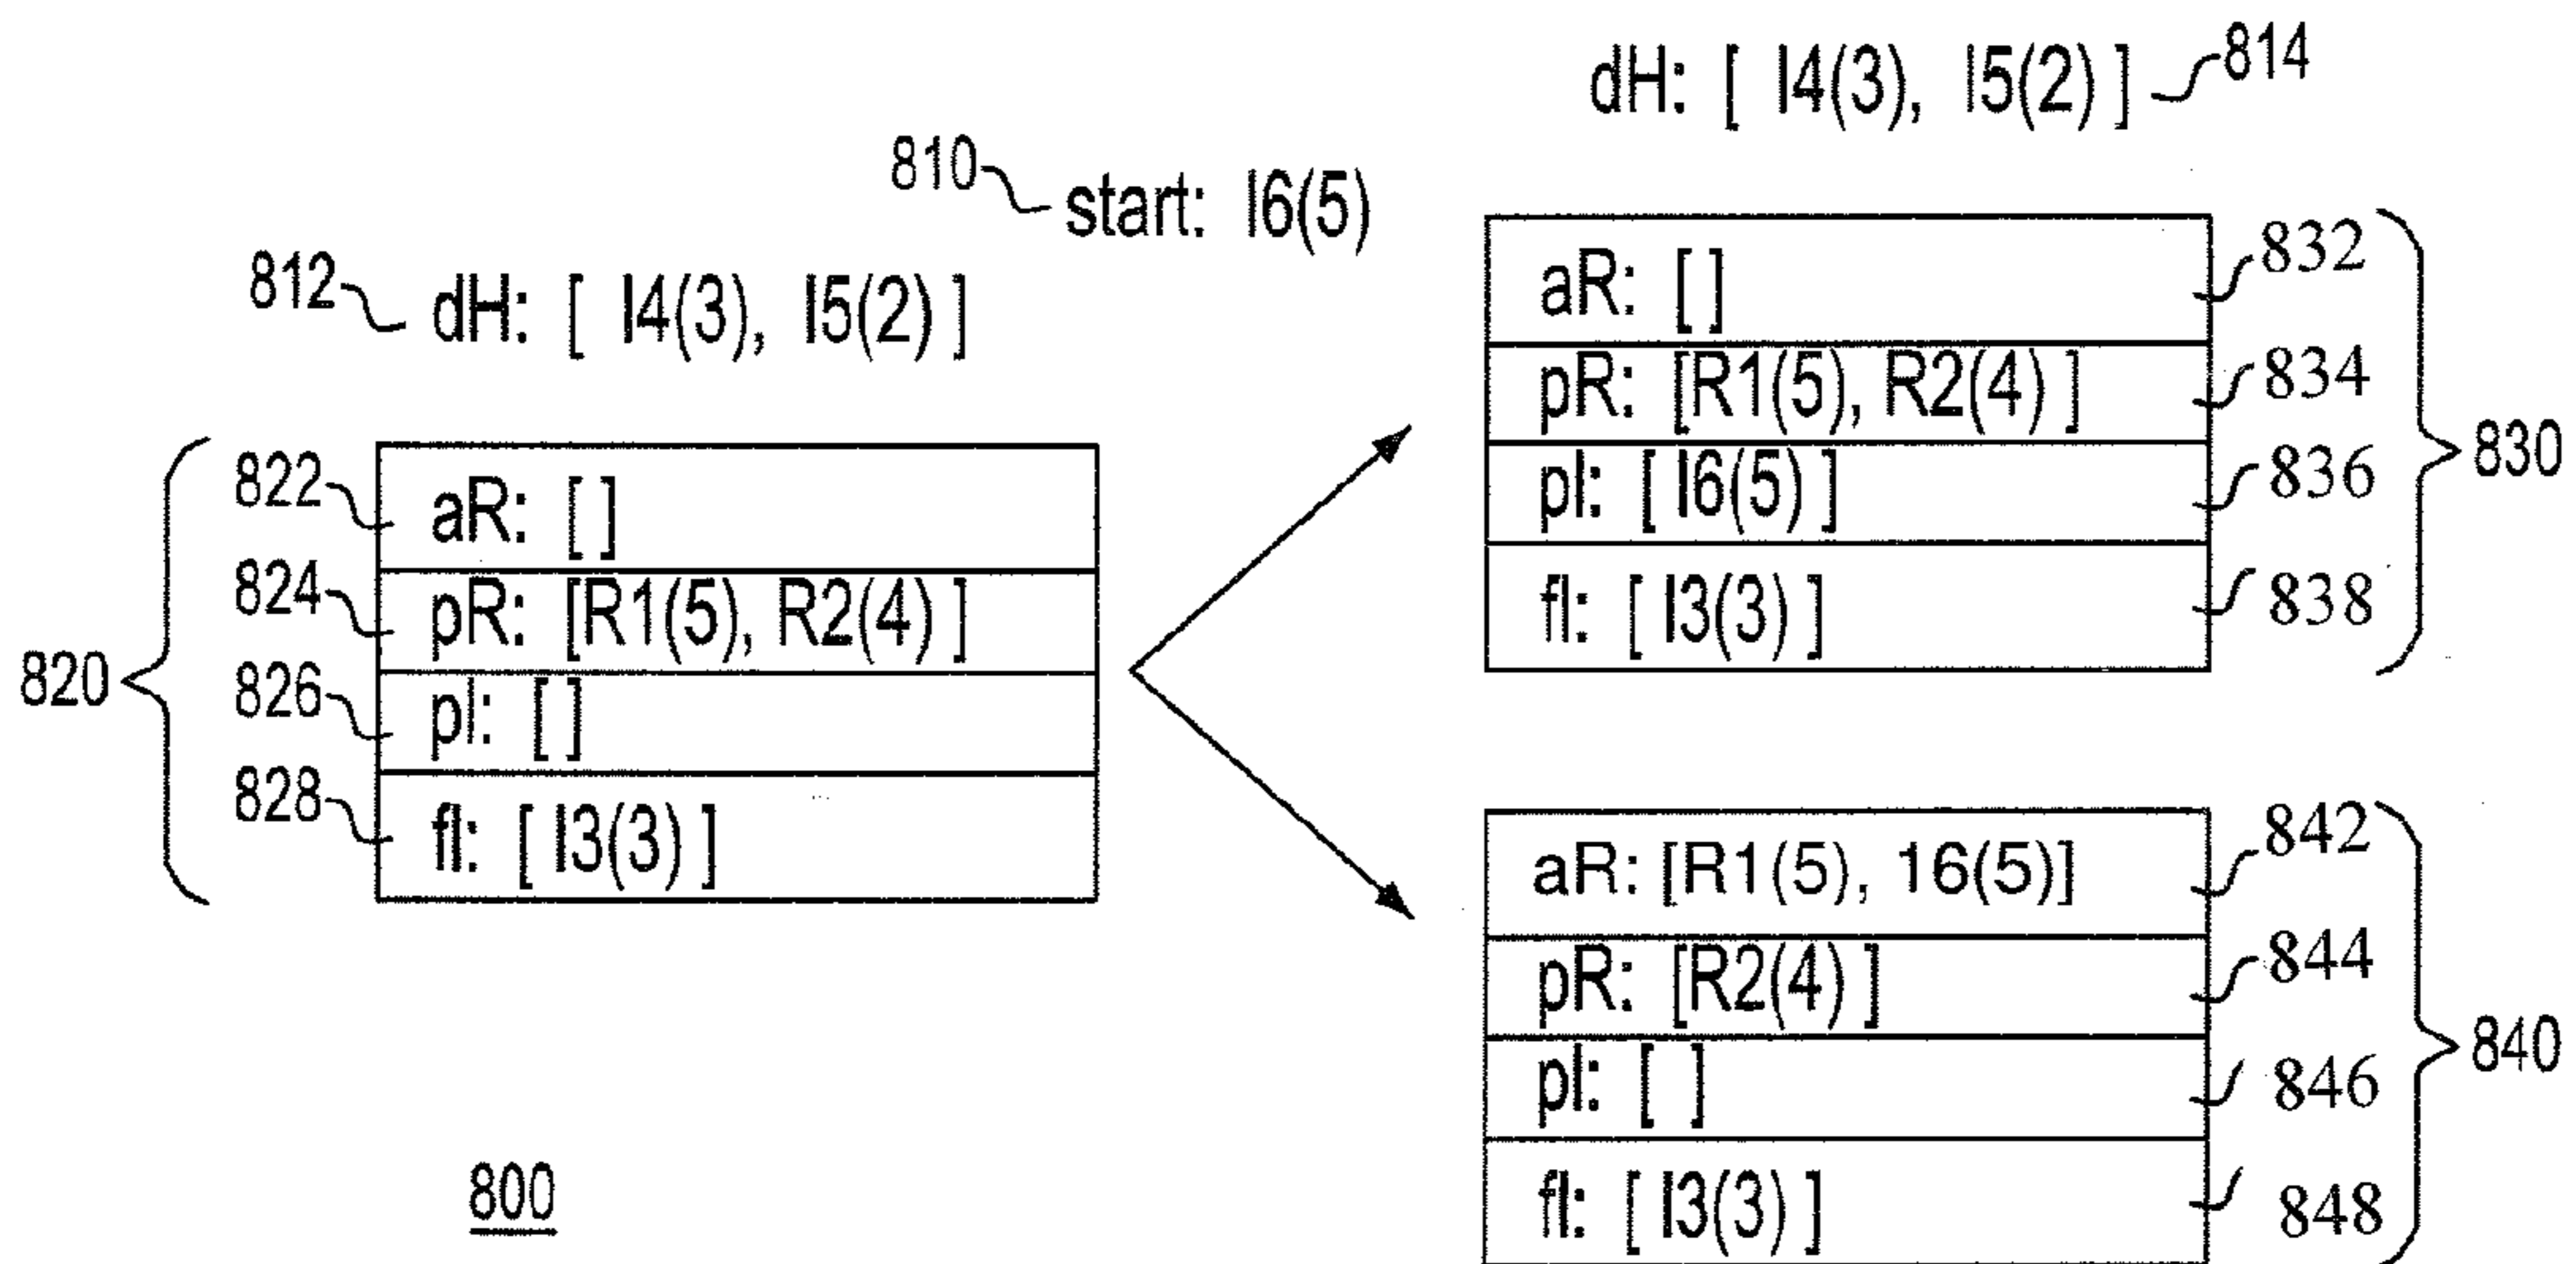 dH: [ I4(3), I5(2) ] 814
810 start: I6(5)
812 dH: [ I4(3), I5(2) ]
820
822 aR: [ ]
824 pR: [R1(5), R2(4) ]
826 pI: [ ]
828 fI: [ I3(3) ]
aR: [ ] 832
pR: [R1(5), R2(4) ] 834
pI: [ I6(5) ] 836
fI: [ I3(3) ] 838
830
aR: [R1(5), 16(5)] 842
pR: [R2(4) ] 844
pI: [ ] 846
fI: [ I3(3) ] 848
840
800